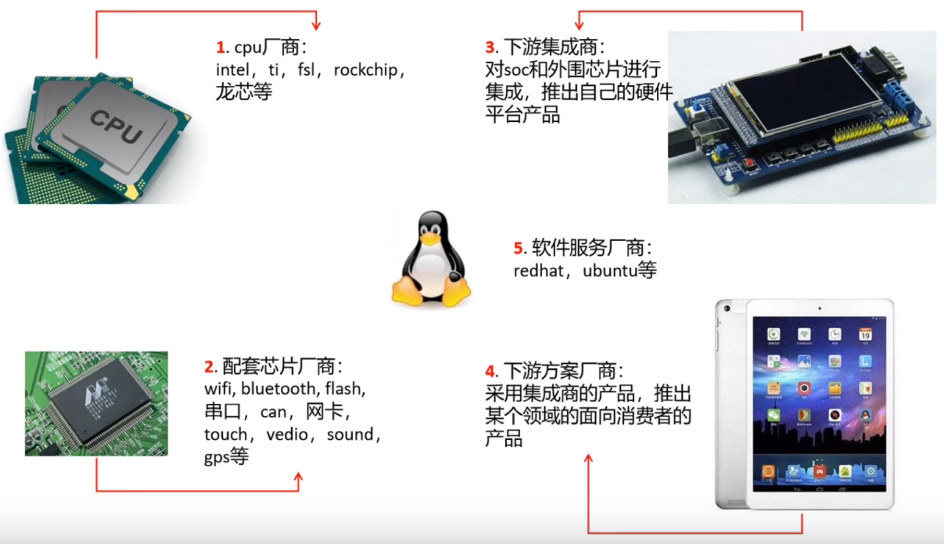 1. cpu厂商：
intel，ti，fsl，rockchip，
龙芯等
CPU
3. 下游集成商：
对soc和外围芯片进行
集成，推出自己的硬件
平台产品
5. 软件服务厂商：
redhat，ubuntu等
2. 配套芯片厂商：
wifi, bluetooth, flash,
串口，can，网卡，
touch，vedio，sound，
gps等
4. 下游方案厂商：
采用集成商的产品，推出
某个领域的面向消费者的
产品
19